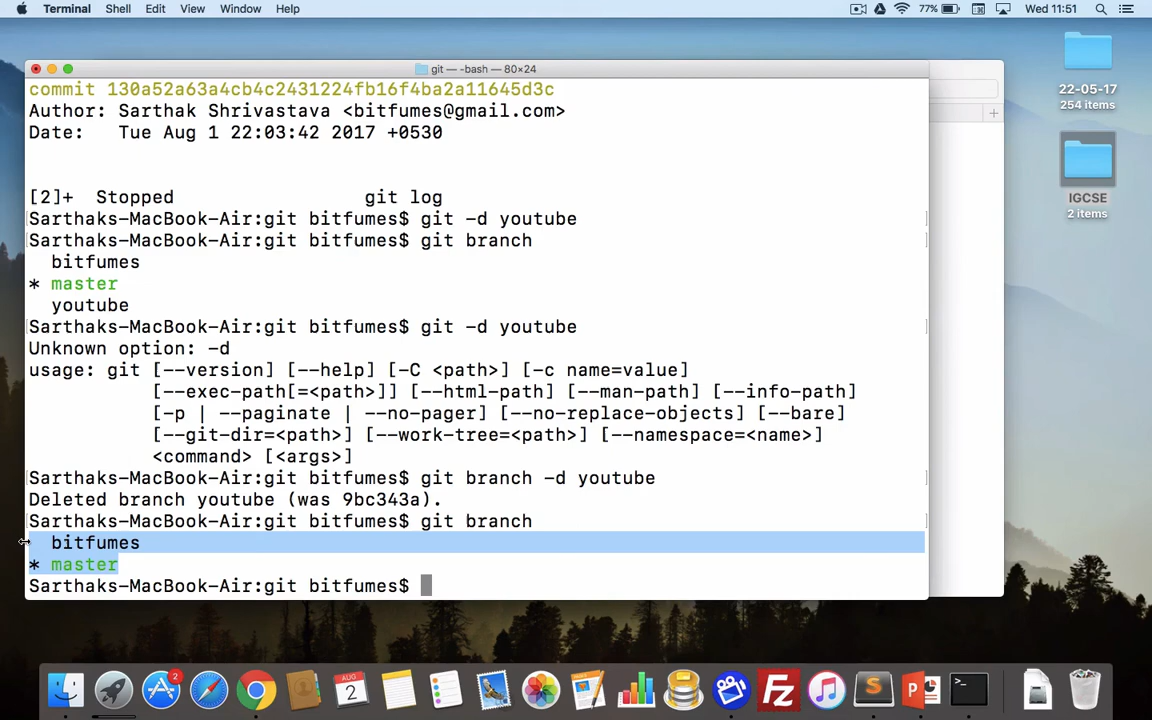 Terminal Shell Edit View Window Help 77% Wed 11:51
git — -bash — 80×24
commit 130a52a63a4cb4c2431224fb16f4ba2a11645d3c
Author: Sarthak Shrivastava <bitfumes@gmail.com>
Date:   Tue Aug 1 22:03:42 2017 +0530
[2]+  Stopped                 git log
Sarthaks-MacBook-Air:git bitfumes$ git -d youtube
Sarthaks-MacBook-Air:git bitfumes$ git branch
  bitfumes
* master
  youtube
Sarthaks-MacBook-Air:git bitfumes$ git -d youtube
Unknown option: -d
usage: git [--version] [--help] [-C <path>] [-c name=value]
           [--exec-path[=<path>]] [--html-path] [--man-path] [--info-path]
           [-p | --paginate | --no-pager] [--no-replace-objects] [--bare]
           [--git-dir=<path>] [--work-tree=<path>] [--namespace=<name>]
           <command> [<args>]
Sarthaks-MacBook-Air:git bitfumes$ git branch -d youtube
Deleted branch youtube (was 9bc343a).
Sarthaks-MacBook-Air:git bitfumes$ git branch
  bitfumes
* master
Sarthaks-MacBook-Air:git bitfumes$
22-05-17
254 items
IGCSE
2 items
2
AUG
2
Fz
S
P
>_